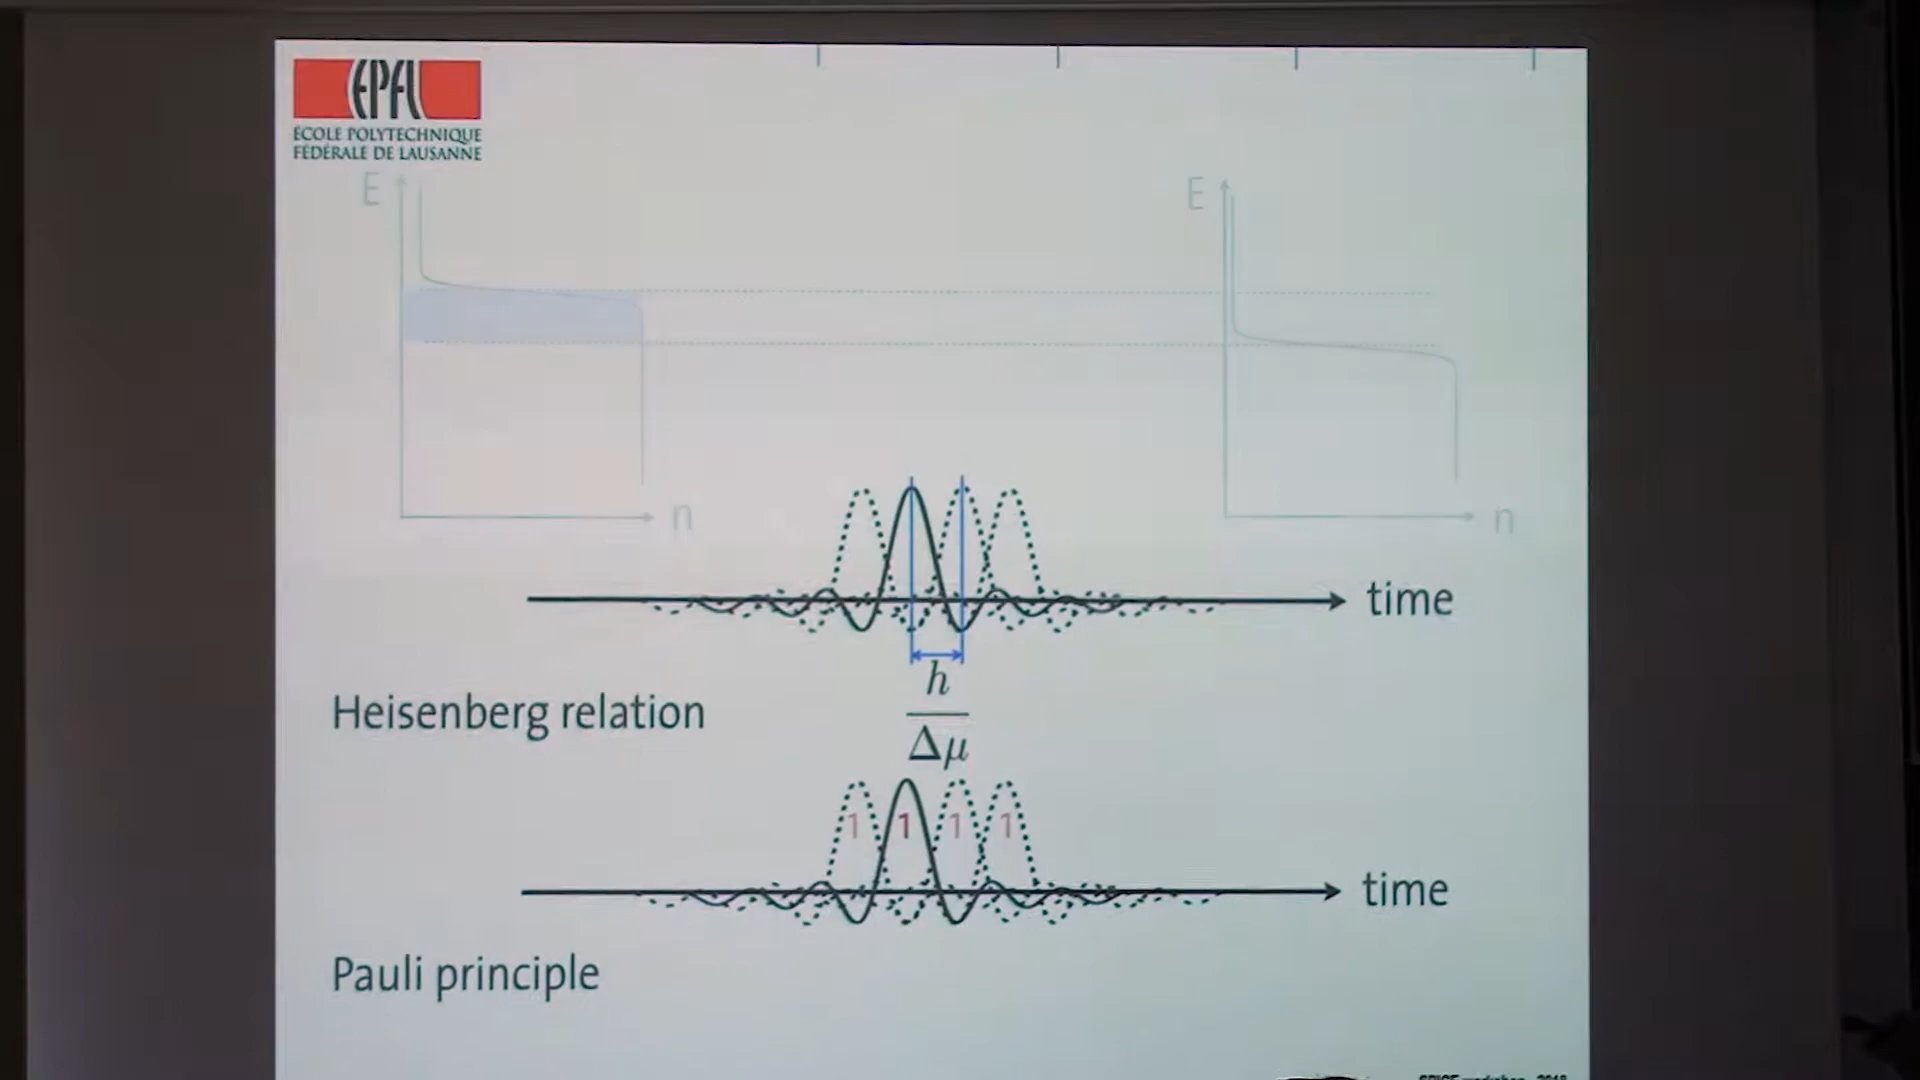 EPFL
ÉCOLE POLYTECHNIQUE
FÉDÉRALE DE LAUSANNE
E
E
n
n
time
h
Heisenberg relation
Δμ
1 1 1 1
time
Pauli principle